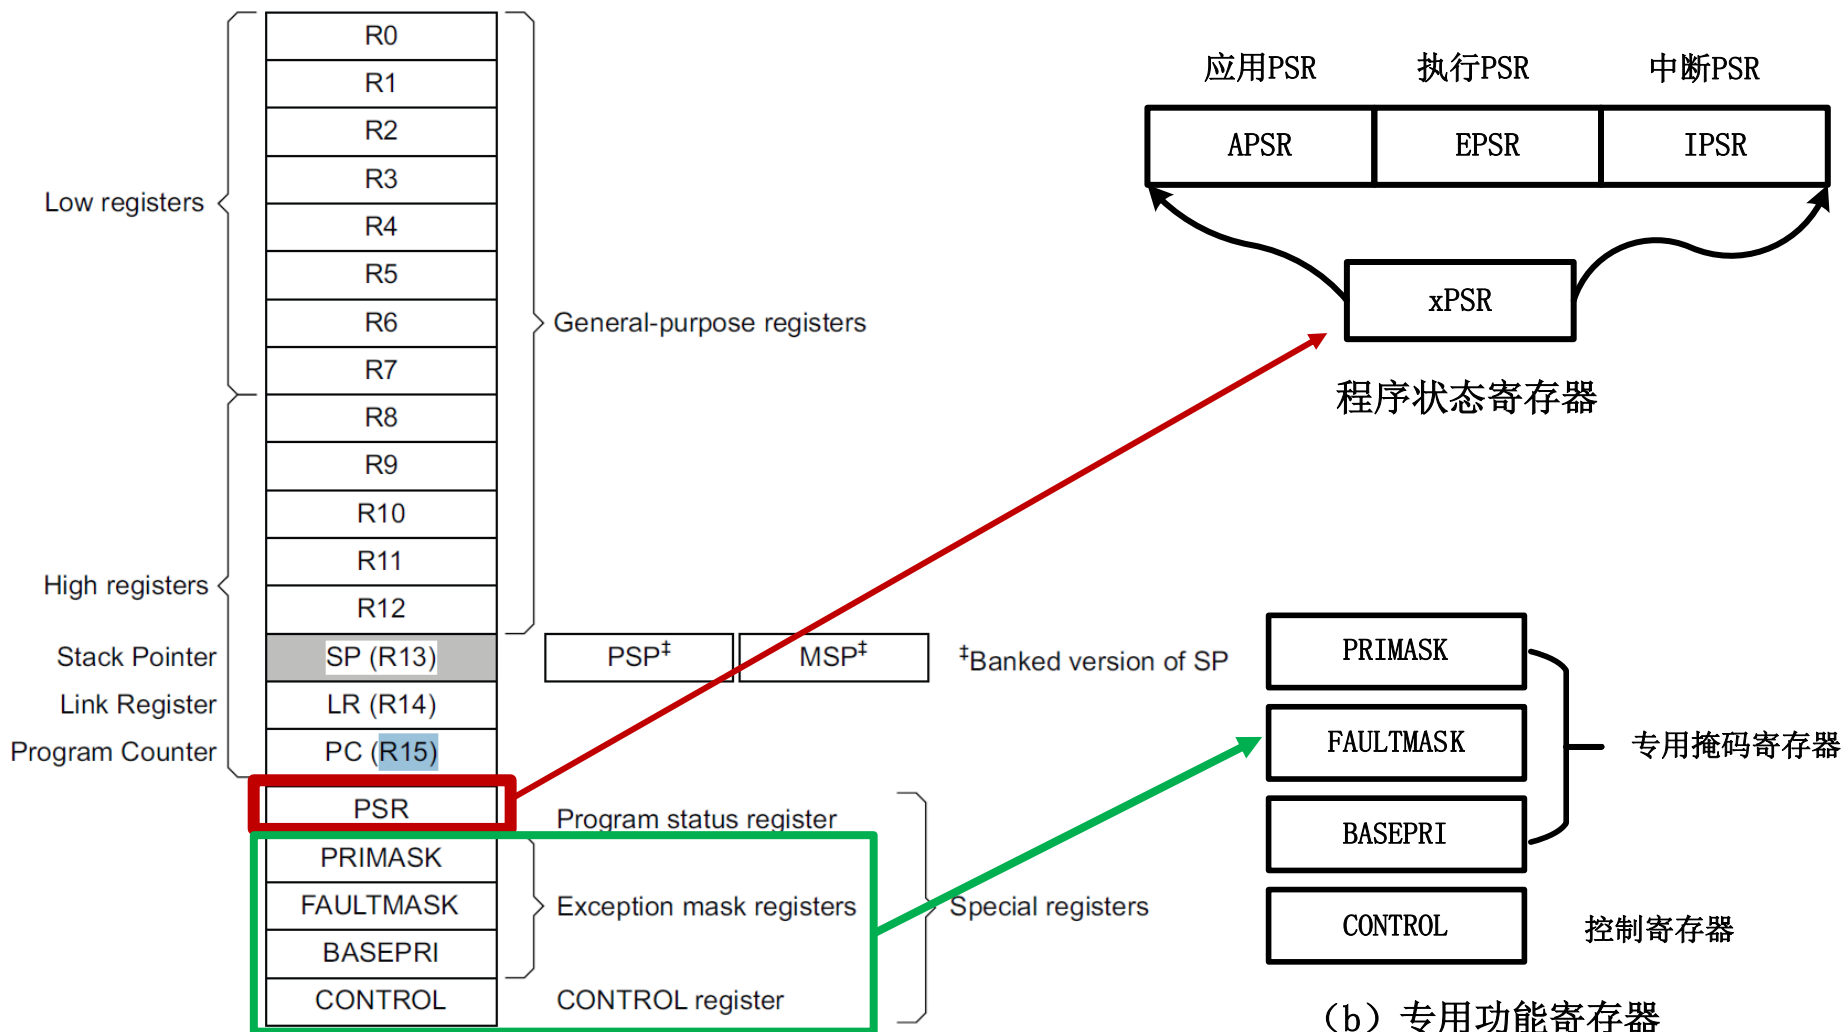 R0
R1
R2
R3
Low registers
R4
R5
R6
R7
General-purpose registers
R8
R9
R10
R11
High registers
R12
Stack Pointer
SP (R13)
PSP‡
MSP‡
‡Banked version of SP
Link Register
LR (R14)
Program Counter
PC (R15)
PSR
Program status register
PRIMASK
FAULTMASK
Exception mask registers
Special registers
BASEPRI
CONTROL
CONTROL register
应用PSR
执行PSR
中断PSR
APSR
EPSR
IPSR
xPSR
程序状态寄存器
PRIMASK
FAULTMASK
专用掩码寄存器
BASEPRI
CONTROL
控制寄存器
（b）专用功能寄存器